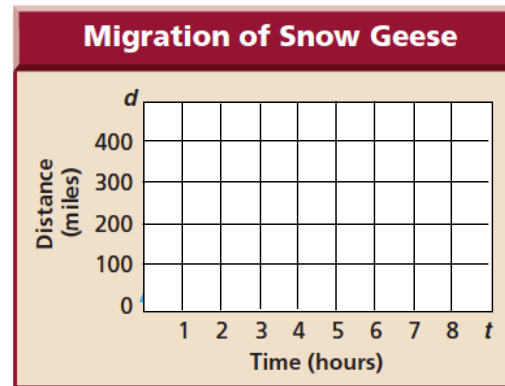 Migration of Snow Geese
d
400
300
200
100
0
Distance
(miles)
1 2 3 4 5 6 7 8 t
Time (hours)